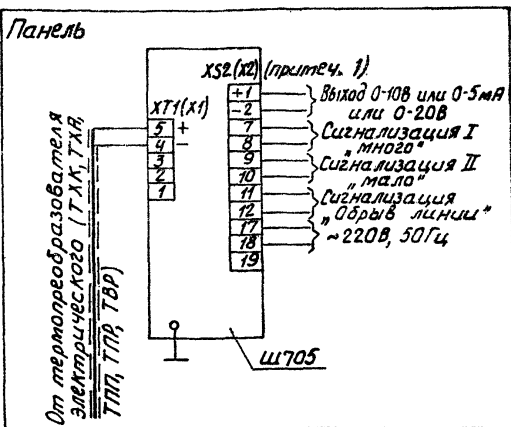 Панель
XS2(X2) (примеч. 1)
XT1(X1)
5 +
4 -
3
2
1
+1
-2
7
8
9
10
11
12
17
18
19
Выход 0-10В или 0-5мА
или 0-20В
Сигнализация I
„много"
Сигнализация II
„мало"
Сигнализация
„Обрыв линии"
~220В, 50Гц
Ш705
От термопреобразователя
электрического (ТХК, ТХА,
ТПП, ТПР, ТВР)